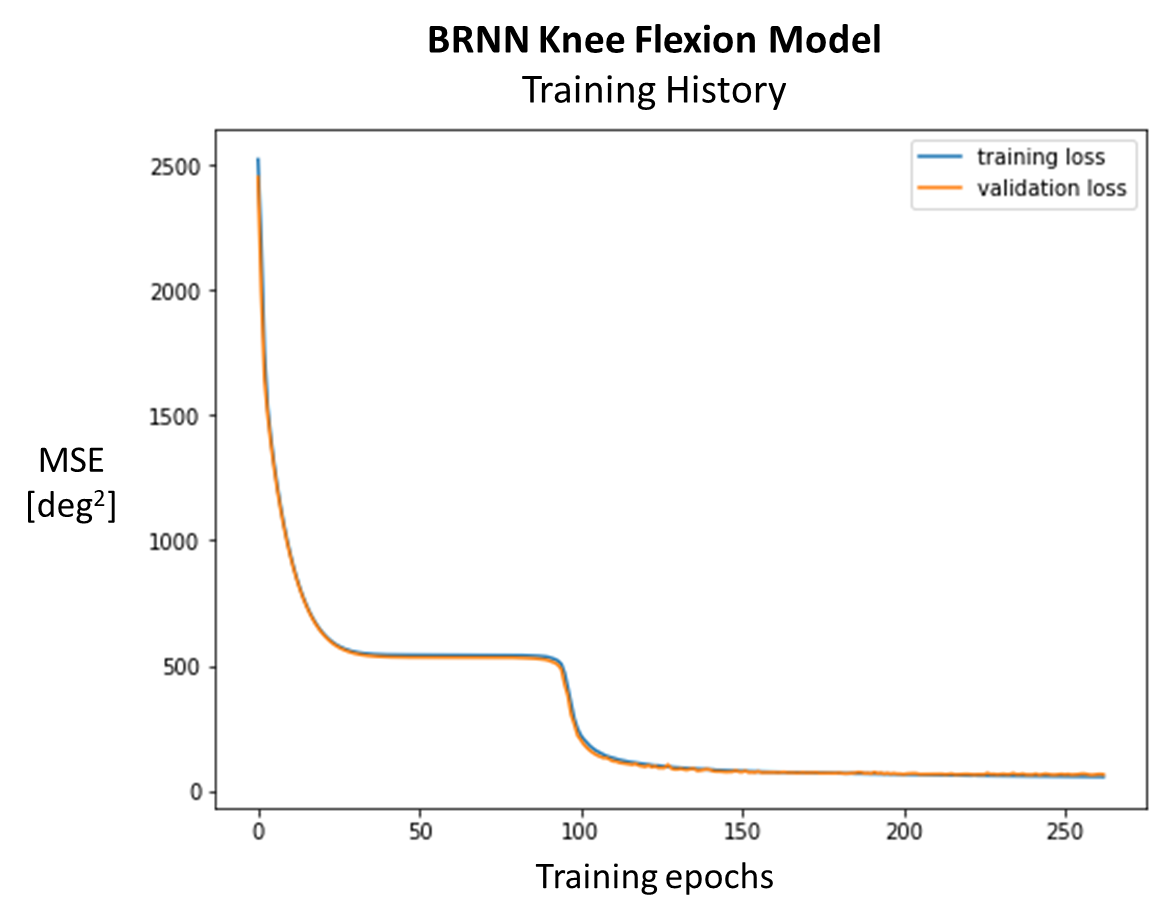 BRNN Knee Flexion Model
Training History
training loss
validation loss
2500
2000
1500
1000
500
0
MSE
[deg²]
0 50 100 150 200 250
Training epochs